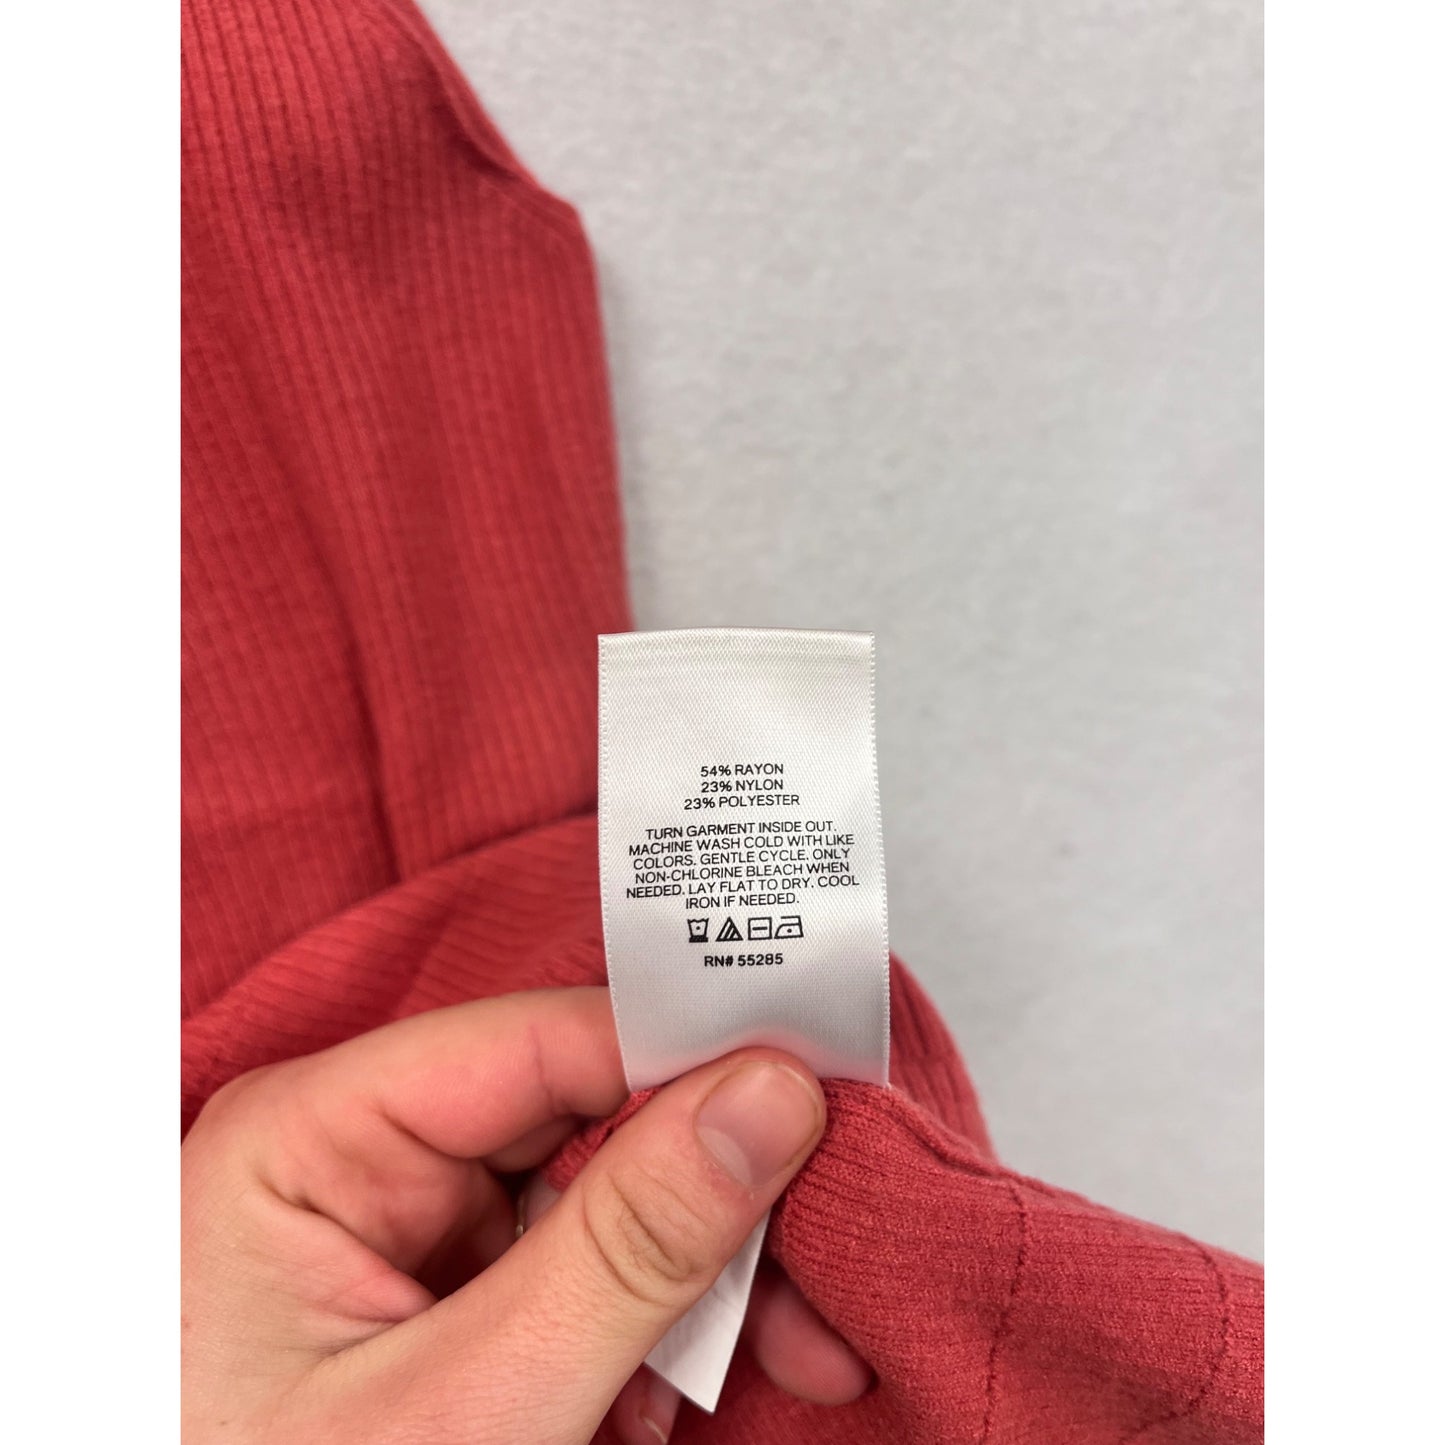 54% RAYON
23% NYLON
23% POLYESTER
TURN GARMENT INSIDE OUT.
MACHINE WASH COLD WITH LIKE
COLORS. GENTLE CYCLE. ONLY
NON-CHLORINE BLEACH WHEN
NEEDED. LAY FLAT TO DRY. COOL
IRON IF NEEDED.
RN# 55285